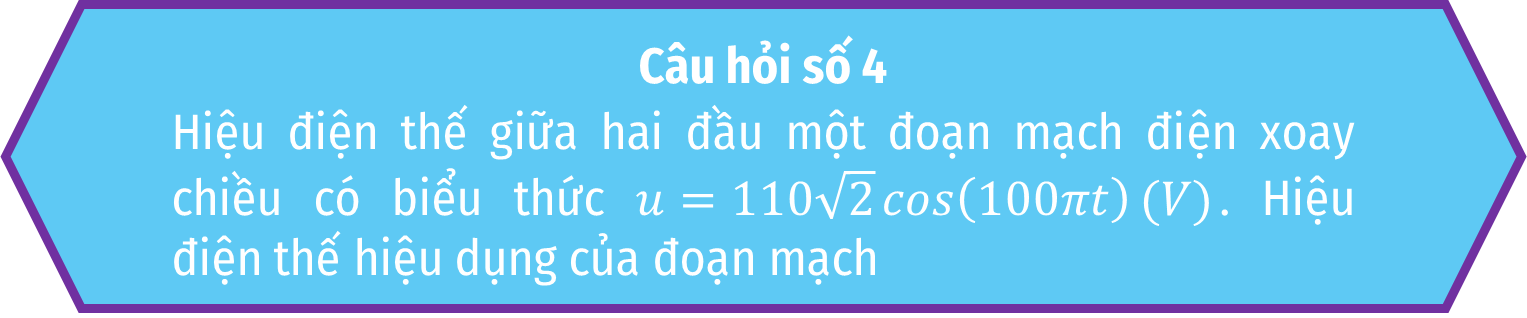 Câu hỏi số 4
Hiệu điện thế giữa hai đầu một đoạn mạch điện xoay
chiều có biểu thức u = 110√2 cos(100πt) (V). Hiệu
điện thế hiệu dụng của đoạn mạch